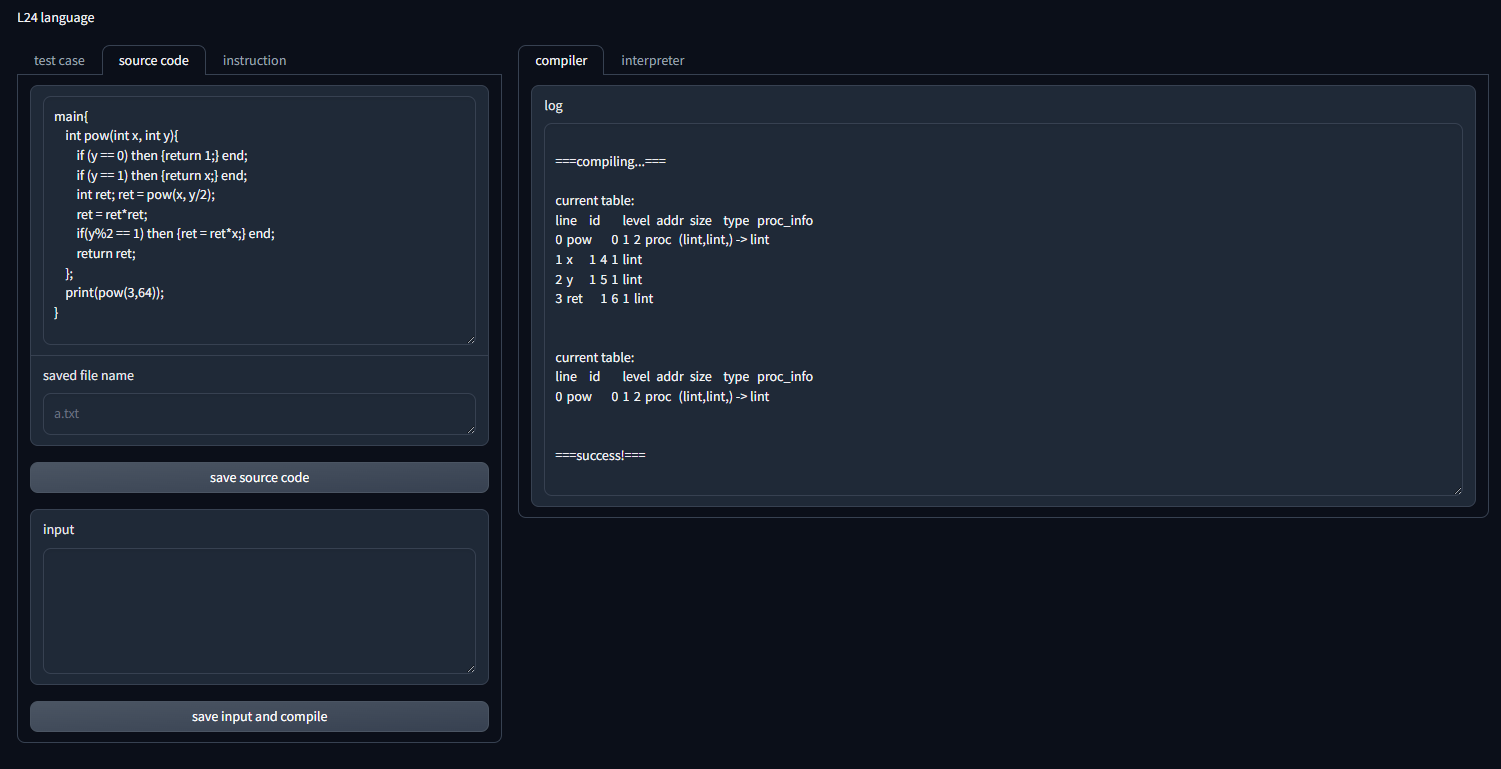 L24 language
test case
source code
instruction
main{
int pow(int x, int y){
if (y == 0) then {return 1;} end;
if (y == 1) then {return x;} end;
int ret; ret = pow(x, y/2);
ret = ret*ret;
if(y%2 == 1) then {ret = ret*x;} end;
return ret;
};
print(pow(3,64));
}
saved file name
a.txt
save source code
input
save input and compile
compiler
interpreter
log
===compiling...===
current table:
line id level addr size type proc_info
0 pow 0 1 2 proc (lint,lint,) -> lint
1 x 1 4 1 lint
2 y 1 5 1 lint
3 ret 1 6 1 lint
current table:
line id level addr size type proc_info
0 pow 0 1 2 proc (lint,lint,) -> lint
===success!===